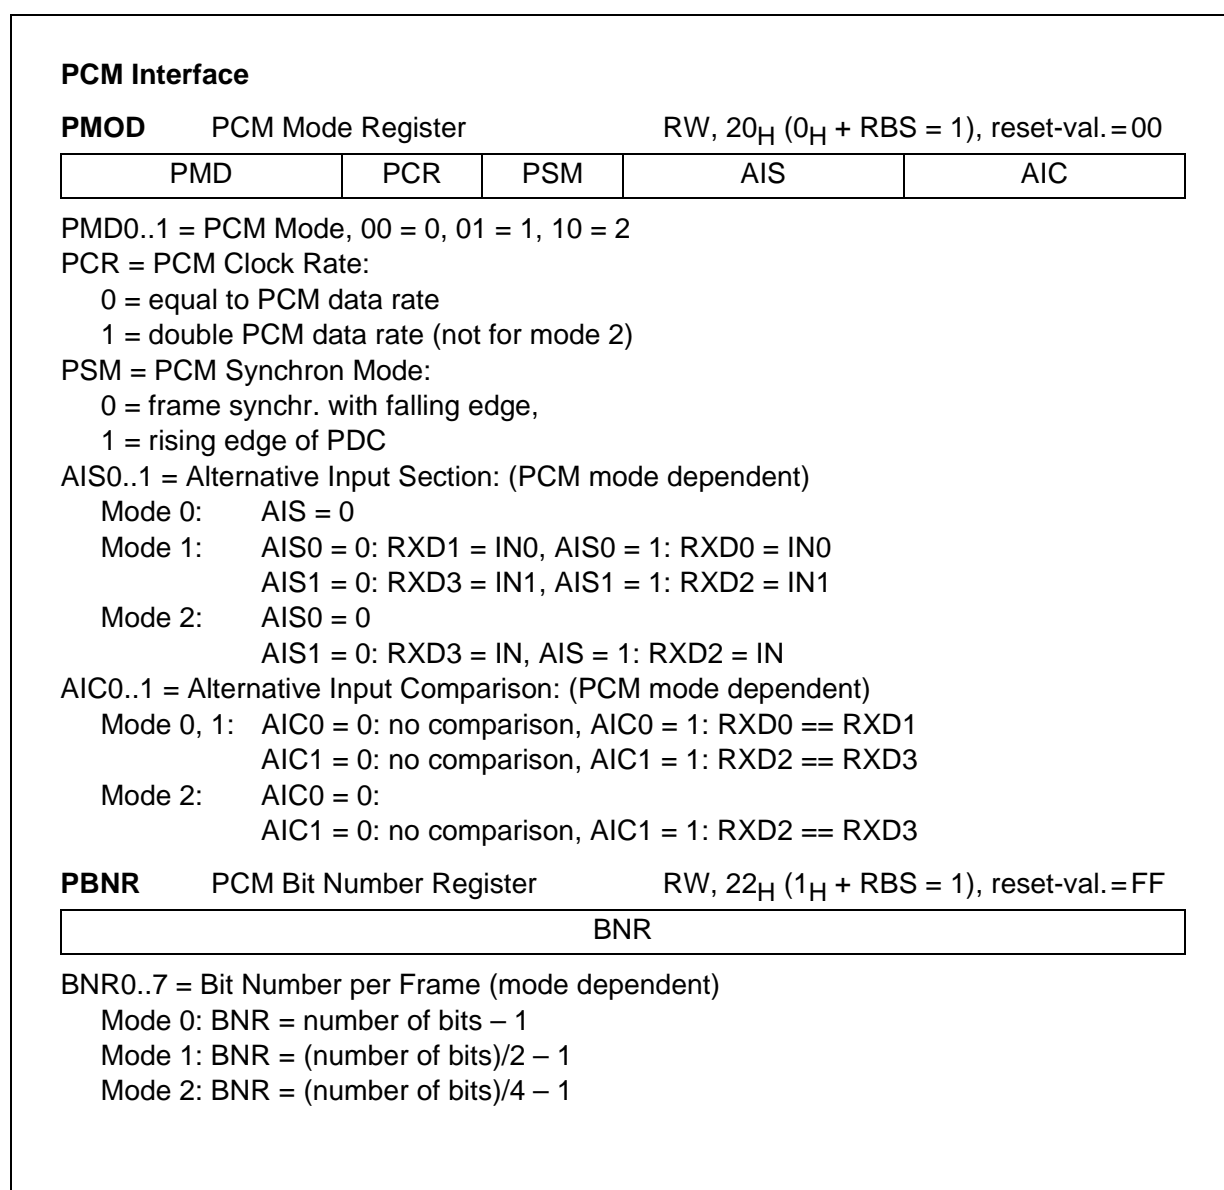 PCM Interface
PMOD PCM Mode Register RW, 20H (0H + RBS = 1), reset-val. = 00
PMD PCR PSM AIS AIC
PMD0..1 = PCM Mode, 00 = 0, 01 = 1, 10 = 2
PCR = PCM Clock Rate:
0 = equal to PCM data rate
1 = double PCM data rate (not for mode 2)
PSM = PCM Synchron Mode:
0 = frame synchr. with falling edge,
1 = rising edge of PDC
AIS0..1 = Alternative Input Section: (PCM mode dependent)
Mode 0: AIS = 0
Mode 1: AIS0 = 0: RXD1 = IN0, AIS0 = 1: RXD0 = IN0
AIS1 = 0: RXD3 = IN1, AIS1 = 1: RXD2 = IN1
Mode 2: AIS0 = 0
AIS1 = 0: RXD3 = IN, AIS = 1: RXD2 = IN
AIC0..1 = Alternative Input Comparison: (PCM mode dependent)
Mode 0, 1: AIC0 = 0: no comparison, AIC0 = 1: RXD0 == RXD1
AIC1 = 0: no comparison, AIC1 = 1: RXD2 == RXD3
Mode 2: AIC0 = 0:
AIC1 = 0: no comparison, AIC1 = 1: RXD2 == RXD3
PBNR PCM Bit Number Register RW, 22H (1H + RBS = 1), reset-val. = FF
BNR
BNR0..7 = Bit Number per Frame (mode dependent)
Mode 0: BNR = number of bits – 1
Mode 1: BNR = (number of bits)/2 – 1
Mode 2: BNR = (number of bits)/4 – 1